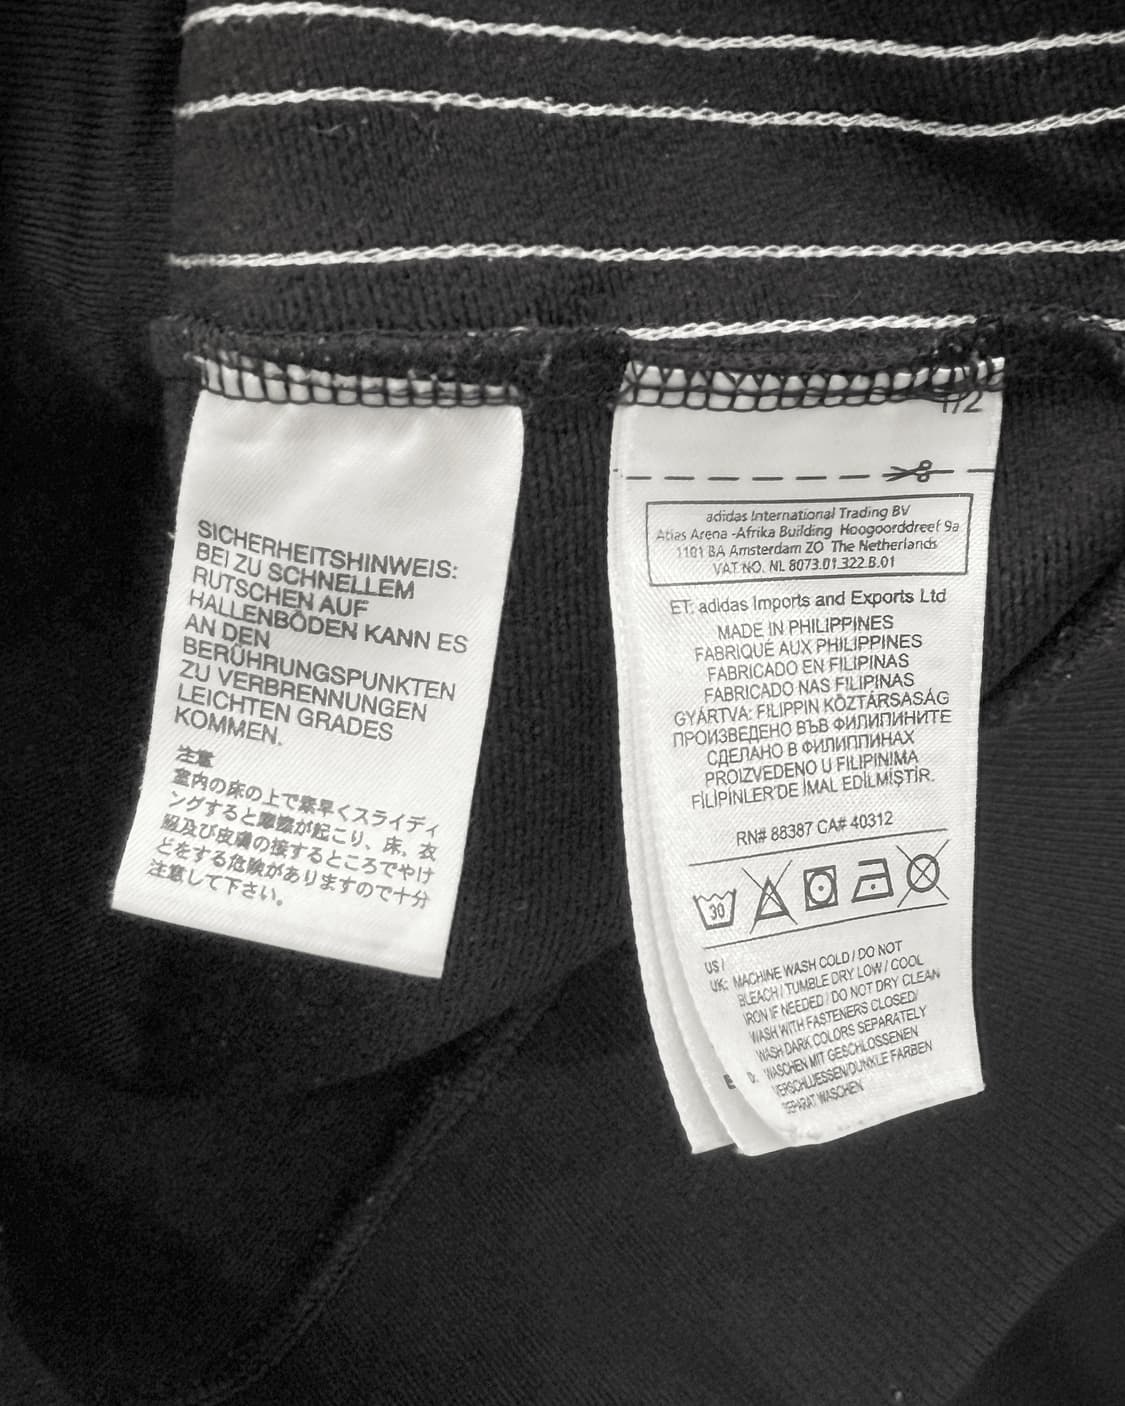 SICHERHEITSHINWEIS:
BEI ZU SCHNELLEM
RUTSCHEN AUF
HALLENBÖDEN KANN ES
AN DEN
BERÜHRUNGSPUNKTEN
ZU VERBRENNUNGEN
LEICHTEN GRADES
KOMMEN.
注意
室内の床の上で素早くスライディ
ングすると摩擦が起こり、床、衣
服及び皮膚の接するところでやけ
どをする危険がありますので十分
注意して下さい。
1/2
adidas International Trading BV
Atlas Arena -Afrika Building Hoogoorddreef 9a
1101 BA Amsterdam ZO The Netherlands
VAT NO. NL 8073.01.322.B.01
ET: adidas Imports and Exports Ltd
MADE IN PHILIPPINES
FABRIQUÉ AUX PHILIPPINES
FABRICADO EN FILIPINAS
FABRICADO NAS FILIPINAS
GYÁRTVA: FILIPPIN KÖZTÁRSASÁG
ПРОИЗВЕДЕНО ВЪВ ФИЛИПИНИТЕ
СДЕЛАНО В ФИЛИППИНАХ
PROIZVEDENO U FILIPINIMA
FİLİPİNLER'DE İMAL EDİLMİŞTİR.
RN# 88387 CA# 40312
30
US /
UK: MACHINE WASH COLD / DO NOT
BLEACH / TUMBLE DRY LOW / COOL
IRON IF NEEDED / DO NOT DRY CLEAN
WASH WITH FASTENERS CLOSED/
WASH DARK COLORS SEPARATELY
D: WASCHEN MIT GESCHLOSSENEN
VERSCHLUESSEN/DUNKLE FARBEN
SEPARAT WASCHEN